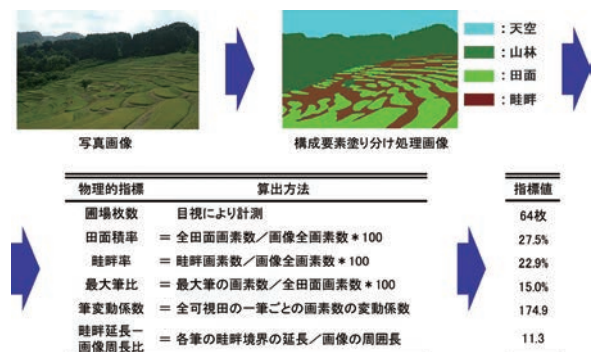 :天空
:山林
:田面
:畦畔
写真画像
構成要素塗り分け処理画像
物理的指標 算出方法 指標値
圃場枚数 目視により計測 64枚
田面積率 =全田面画素数/画像全画素数*100 27.5%
畦畔率 =畦畔画素数/画像全画素数*100 22.9%
最大筆比 =最大筆の画素数/全田面画素数*100 15.0%
筆変動係数 =全可視田の一筆ごとの画素数の変動係数 174.9
畦畔延長ー
画像周長比 =各筆の畦畔境界の延長/画像の周囲長 11.3